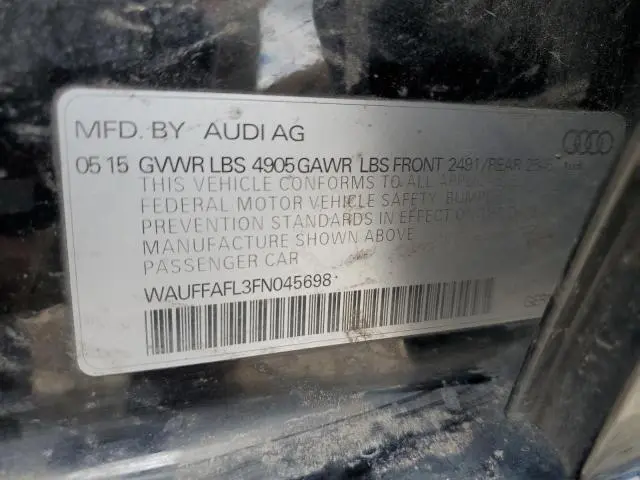 MFD. BY AUDI AG
05 15 GVWR LBS 4905 GAWR LBS FRONT 2491/REAR
THIS VEHICLE CONFORMS TO ALL
FEDERAL MOTOR VEHICLE SAFETY, BUMPER
PREVENTION STANDARDS IN EFFECT ON
MANUFACTURE SHOWN ABOVE
PASSENGER CAR
WAUFFAFL3FN045698